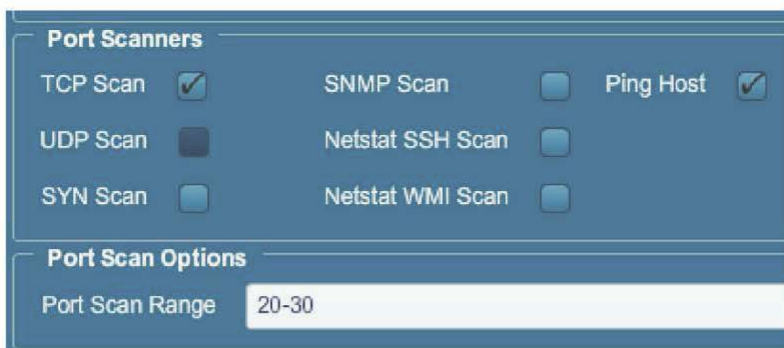 Port Scanners
TCP Scan SNMP Scan Ping Host
UDP Scan Netstat SSH Scan
SYN Scan Netstat WMI Scan
Port Scan Options
Port Scan Range 20-30